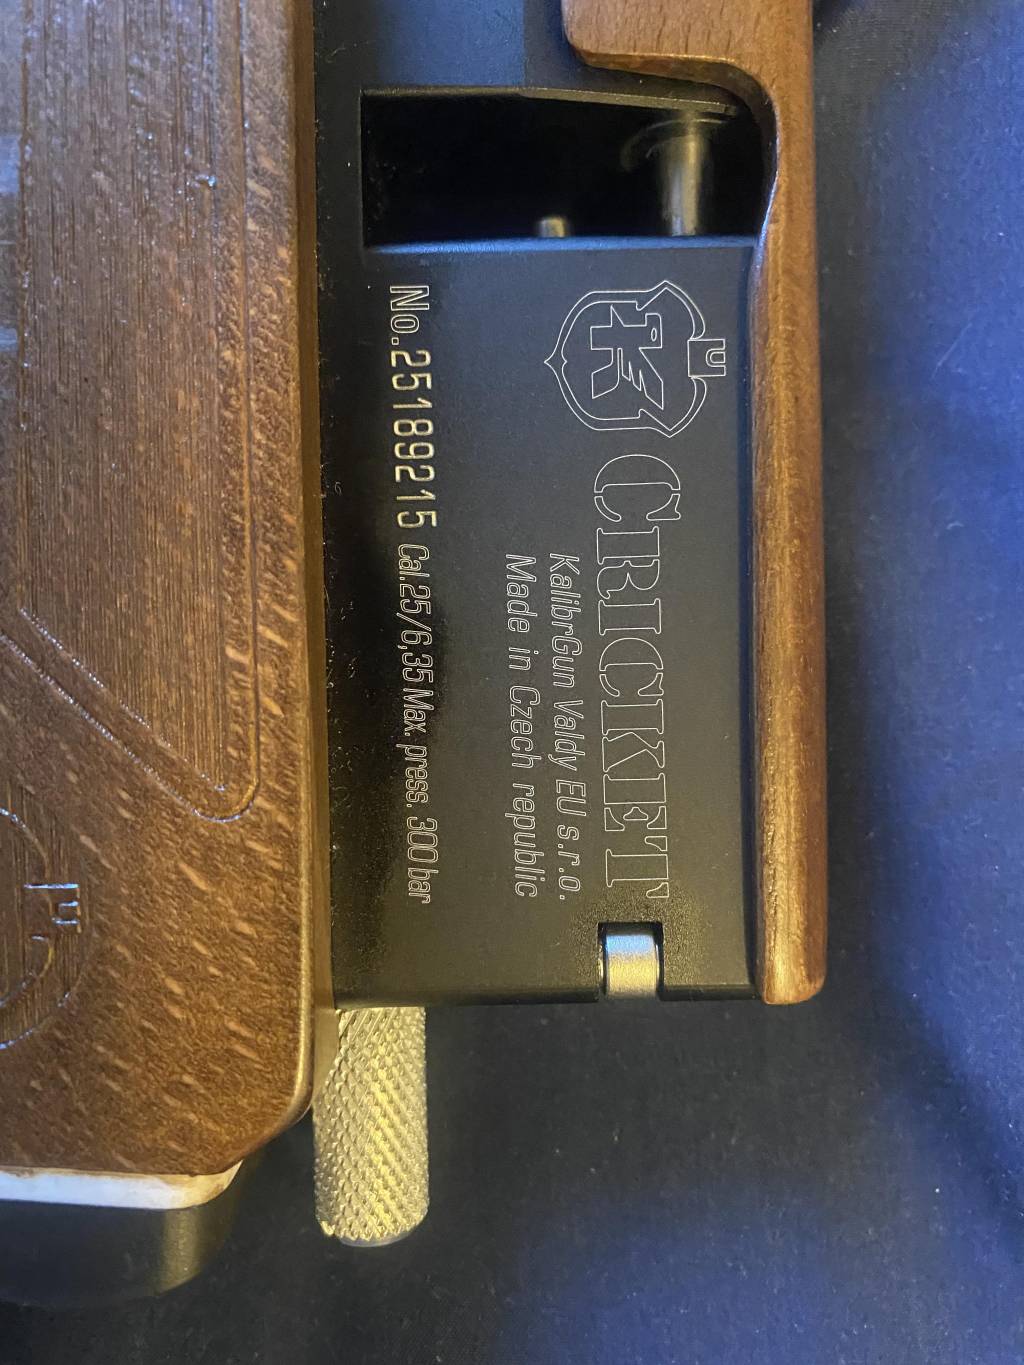 CRICKET
KalibrGun Valdy EU s.r.o.
Made in Czech republic
No.25189215 Cal.25/6,35 Max. press. 300 bar